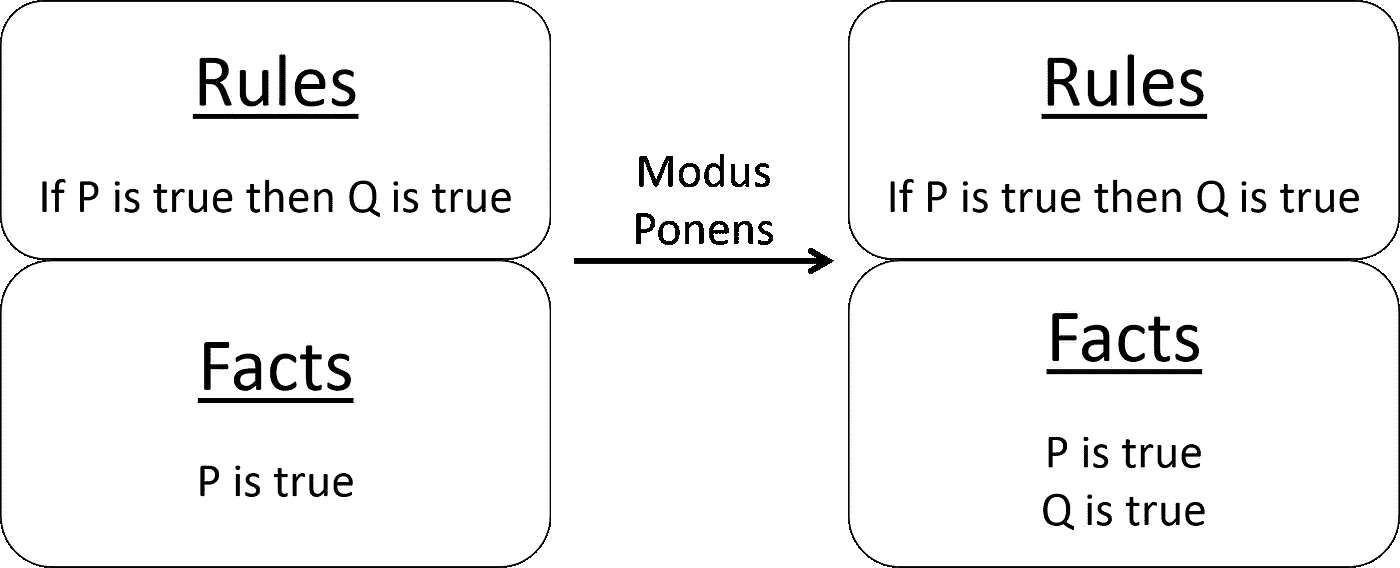 Rules
If P is true then Q is true
Facts
P is true
Modus
Ponens
Rules
If P is true then Q is true
Facts
P is true
Q is true